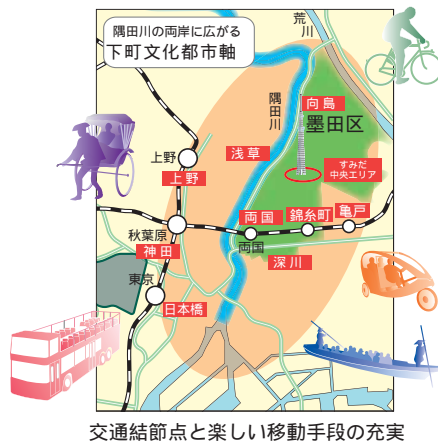 隅田川の両岸に広がる
下町文化都市軸
荒川
隅田川
向島
墨田区
浅草
すみだ
中央エリア
上野
上野
両国
錦糸町
亀戸
秋葉原
両国
神田
深川
東京
日本橋
交通結節点と楽しい移動手段の充実